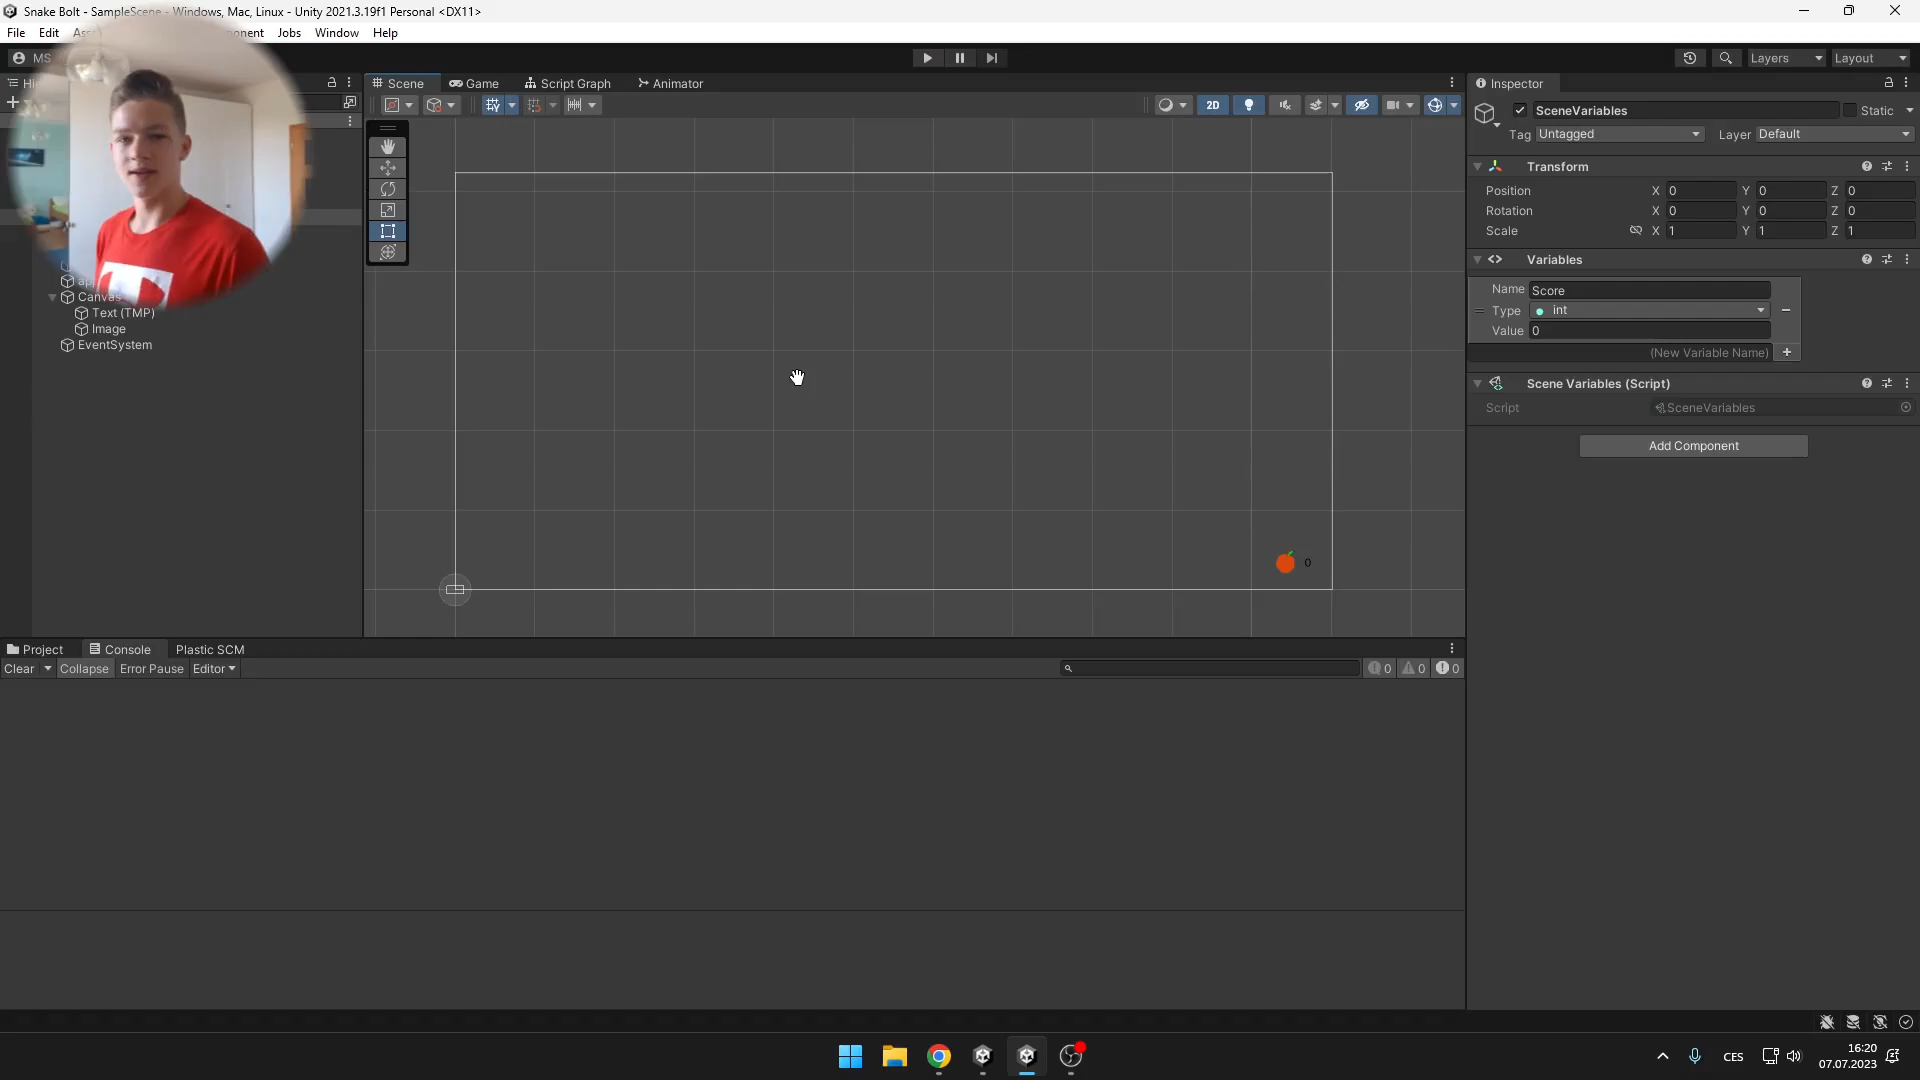 Snake Bolt - SampleScene - Windows, Mac, Linux - Unity 2021.3.19f1 Personal <DX11>
File Edit Jobs Window Help
MS
Layers Layout
Scene Game Script Graph Animator
2D
Inspector
SceneVariables Static
Tag Untagged Layer Default
Transform
Position X 0 Y 0 Z 0
Rotation X 0 Y 0 Z 0
Scale X 1 Y 1 Z 1
Variables
Name Score
Type int
Value 0
(New Variable Name)
Scene Variables (Script)
Script SceneVariables
Add Component
Canvas
Text (TMP)
Image
EventSystem
0
Project Console Plastic SCM
Clear Collapse Error Pause Editor 0 0 0
CES
16:20
07.07.2023